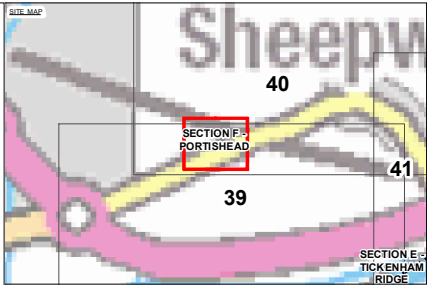 SITE MAP
Sheepw
40
SECTION F -
PORTISHEAD
41
39
SECTION E -
TICKENHAM
RIDGE